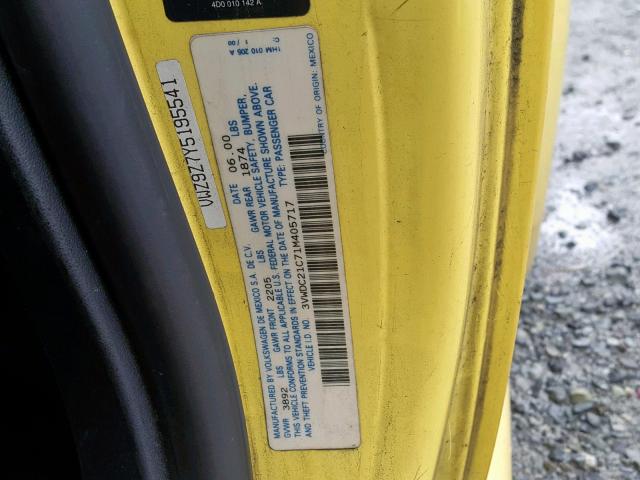 4D0 010 142 A
VWZ9Z7Y5195541
MANUFACTURED BY VOLKSWAGEN DE MEXICO S.A. DE C.V. DATE 06.00
GVWR 3892 LBS GAWR FRONT 2205 LBS GAWR REAR 1874 LBS
THIS VEHICLE CONFORMS TO ALL APPLICABLE U.S. FEDERAL MOTOR VEHICLE SAFETY, BUMPER,
AND THEFT PREVENTION STANDARDS IN EFFECT ON THE DATE OF MANUFACTURE SHOWN ABOVE.
VEHICLE I.D. NO.: 3VWDC21C71M405717 TYPE: PASSENGER CAR
COUNTRY OF ORIGIN: MEXICO
1HM 010 205 A
1/00